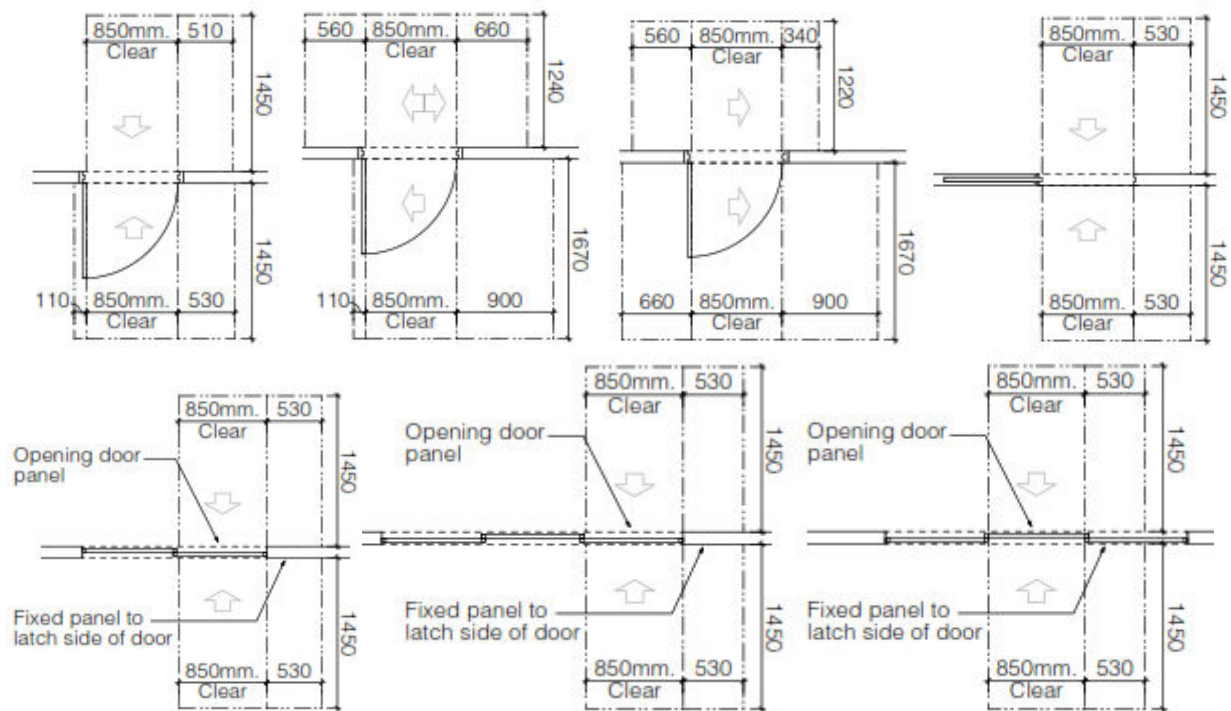 850mm. 510
Clear
1450
1450
110 850mm. 530
Clear
560 850mm. 660
Clear
1240
1670
110 850mm. 900
Clear
560 850mm. 340
Clear
1220
1670
660 850mm. 900
Clear
850mm. 530
Clear
1450
1450
850mm. 530
Clear
850mm. 530
Clear
1450
Opening door
panel
Fixed panel to
latch side of door
1450
850mm. 530
Clear
850mm. 530
Clear
1450
Opening door
panel
Fixed panel to
latch side of door
1450
850mm. 530
Clear
850mm. 530
Clear
1450
Opening door
panel
Fixed panel to
latch side of door
1450
850mm. 530
Clear